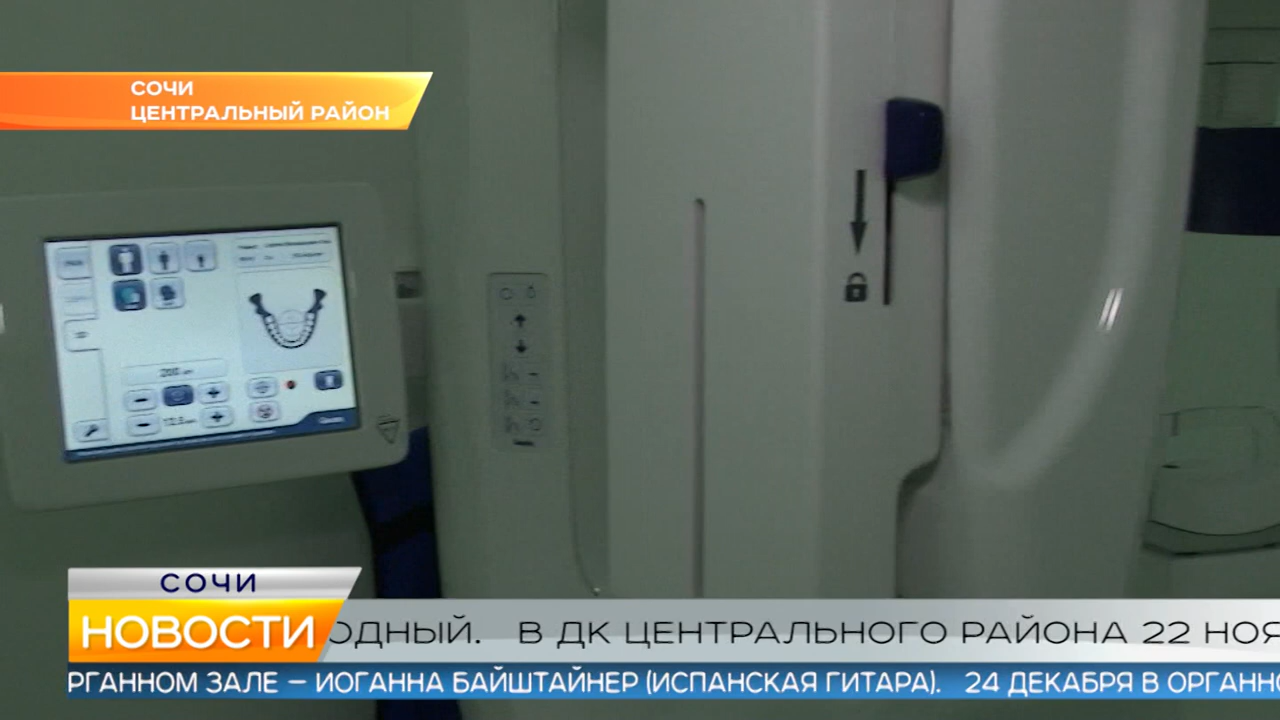 СОЧИ
ЦЕНТРАЛЬНЫЙ РАЙОН
СОЧИ
НОВОСТИ
ОДНЫЙ. В ДК ЦЕНТРАЛЬНОГО РАЙОНА 22 НОЯ
РГАННОМ ЗАЛЕ – ИОГАННА БАЙШТАЙНЕР (ИСПАНСКАЯ ГИТАРА). 24 ДЕКАБРЯ В ОРГАННО